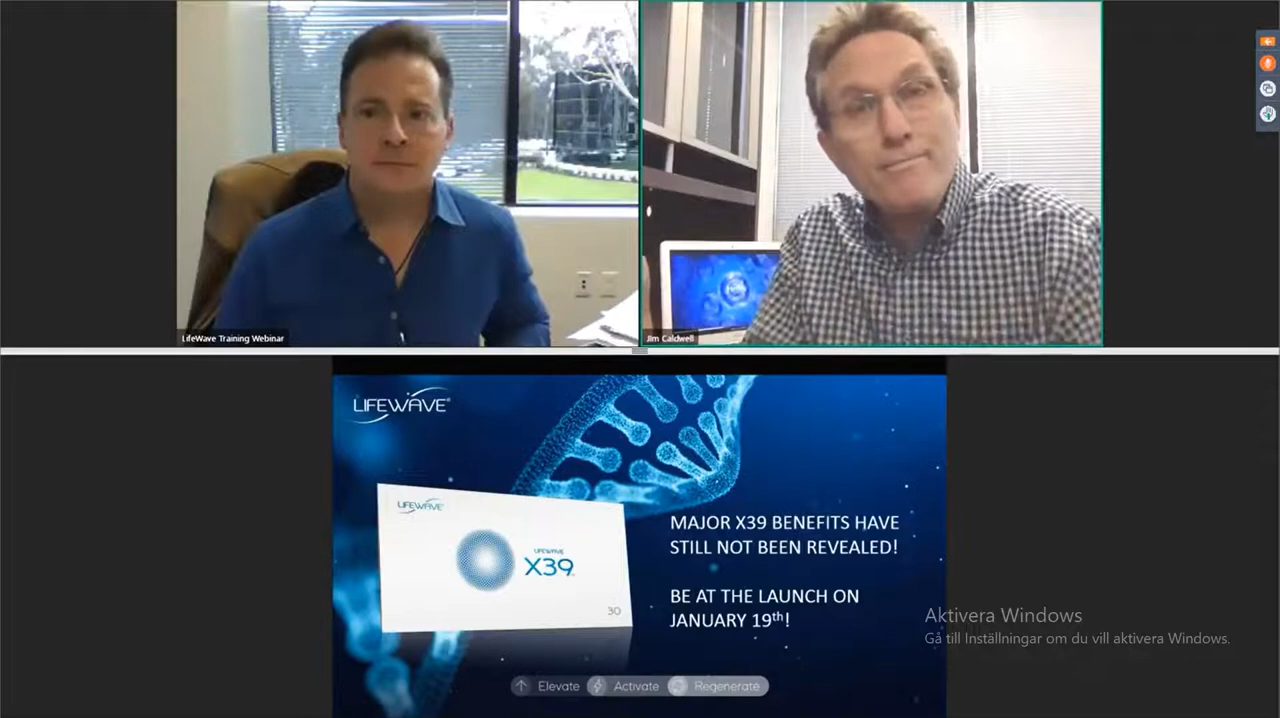 LifeWave Training Webinar
Jim Caldwell
LIFEWAVE®
LIFEWAVE
LIFEWAVE
X39
30
MAJOR X39 BENEFITS HAVE
STILL NOT BEEN REVEALED!
BE AT THE LAUNCH ON
JANUARY 19th!
Elevate
Activate
Regenerate
Aktivera Windows
Gå till Inställningar om du vill aktivera Windows.